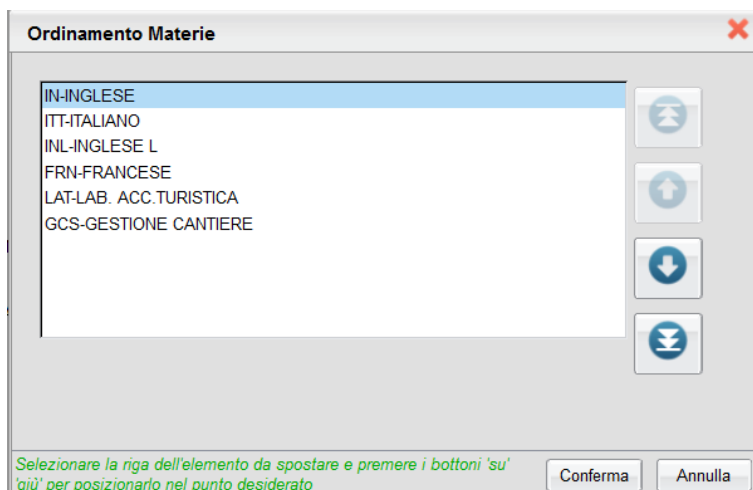 Ordinamento Materie
IN-INGLESE
ITT-ITALIANO
INL-INGLESE L
FRN-FRANCESE
LAT-LAB. ACC.TURISTICA
GCS-GESTIONE CANTIERE
Selezionare la riga dell'elemento da spostare e premere i bottoni 'su'
'giù' per posizionarlo nel punto desiderato
Conferma
Annulla